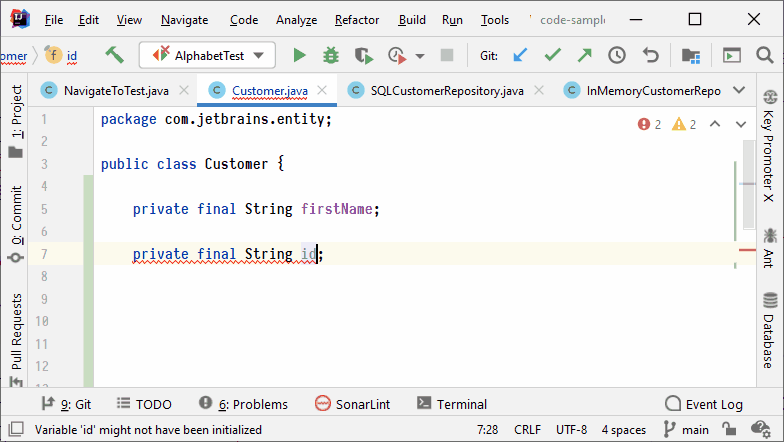 File Edit View Navigate Code Analyze Refactor Build Run Tools code-sample
omer id AlphabetTest Git:
NavigateToTest.java Customer.java SQLCustomerRepository.java InMemoryCustomerRepo
1: Project
0: Commit
Pull Requests
1 package com.jetbrains.entity;
2
3 public class Customer {
4
5 private final String firstName;
6
7 private final String id;
8
9
10
11
12
2 2
Key Promoter X
Ant
Database
9: Git TODO 6: Problems SonarLint Terminal Event Log
Variable 'id' might not have been initialized 7:28 CRLF UTF-8 4 spaces main